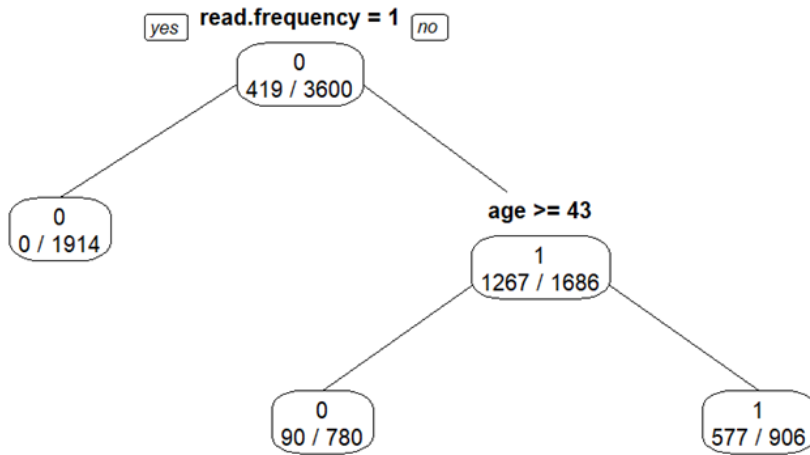 yes read.frequency = 1 no
0
419 / 3600
0
0 / 1914
age >= 43
1
1267 / 1686
0
90 / 780
1
577 / 906